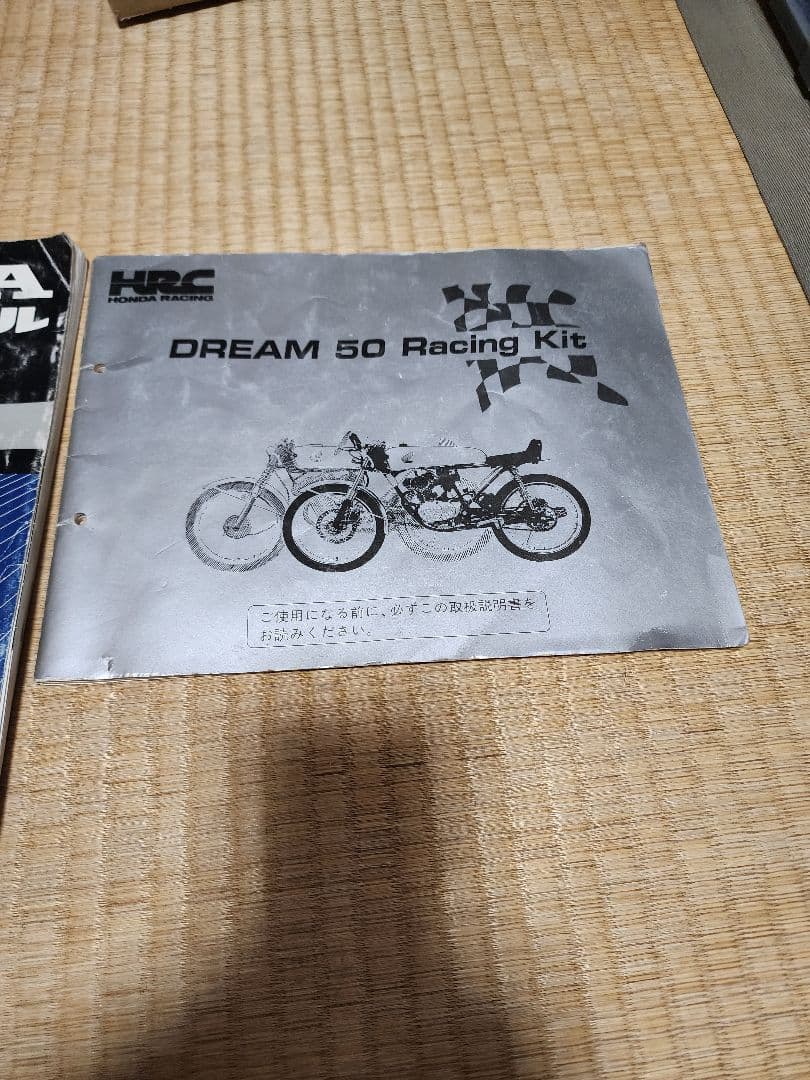 HRC
HONDA RACING
DREAM 50 Racing Kit
ご使用になる前に、必ずこの取扱説明書を
お読みください。
A
ル